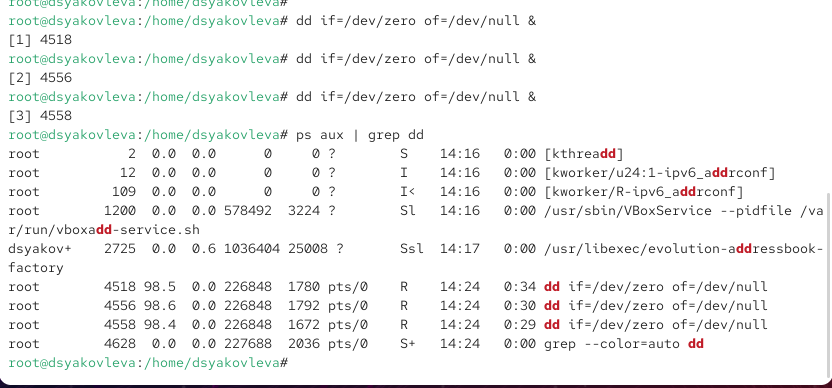 root@dsyakovleva:/home/dsyakovleva#
root@dsyakovleva:/home/dsyakovleva# dd if=/dev/zero of=/dev/null &
[1] 4518
root@dsyakovleva:/home/dsyakovleva# dd if=/dev/zero of=/dev/null &
[2] 4556
root@dsyakovleva:/home/dsyakovleva# dd if=/dev/zero of=/dev/null &
[3] 4558
root@dsyakovleva:/home/dsyakovleva# ps aux | grep dd
root           2  0.0  0.0      0     0 ?        S    14:16   0:00 [kthreadd]
root          12  0.0  0.0      0     0 ?        I    14:16   0:00 [kworker/u24:1-ipv6_addrconf]
root         109  0.0  0.0      0     0 ?        I<   14:16   0:00 [kworker/R-ipv6_addrconf]
root        1200  0.0  0.0 578492  3224 ?        Sl   14:16   0:00 /usr/sbin/VBoxService --pidfile /va
r/run/vboxadd-service.sh
dsyakov+    2725  0.0  0.6 1036404 25008 ?       Ssl  14:17   0:00 /usr/libexec/evolution-addressbook-
factory
root        4518 98.5  0.0 226848  1780 pts/0    R    14:24   0:34 dd if=/dev/zero of=/dev/null
root        4556 98.6  0.0 226848  1792 pts/0    R    14:24   0:30 dd if=/dev/zero of=/dev/null
root        4558 98.4  0.0 226848  1672 pts/0    R    14:24   0:29 dd if=/dev/zero of=/dev/null
root        4628  0.0  0.0 227688  2036 pts/0    S+   14:24   0:00 grep --color=auto dd
root@dsyakovleva:/home/dsyakovleva#